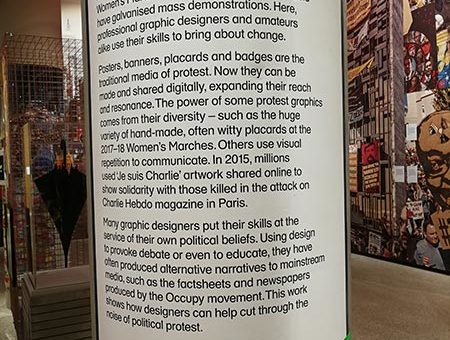 Women's
have galvanised mass demonstrations. Here,
professional graphic designers and amateurs
alike use their skills to bring about change.
Posters, banners, placards and badges are the
traditional media of protest. Now they can be
made and shared digitally, expanding their reach
and resonance. The power of some protest graphics
comes from their diversity – such as the huge
variety of hand-made, often witty placards at the
2017–18 Women's Marches. Others use visual
repetition to communicate. In 2015, millions
used 'Je suis Charlie' artwork shared online to
show solidarity with those killed in the attack on
Charlie Hebdo magazine in Paris.
Many graphic designers put their skills at the
service of their own political beliefs. Using design
to provoke debate or even to educate, they have
often produced alternative narratives to mainstream
media, such as the factsheets and newspapers
produced by the Occupy movement. This work
shows how designers can help cut through the
noise of political protest.